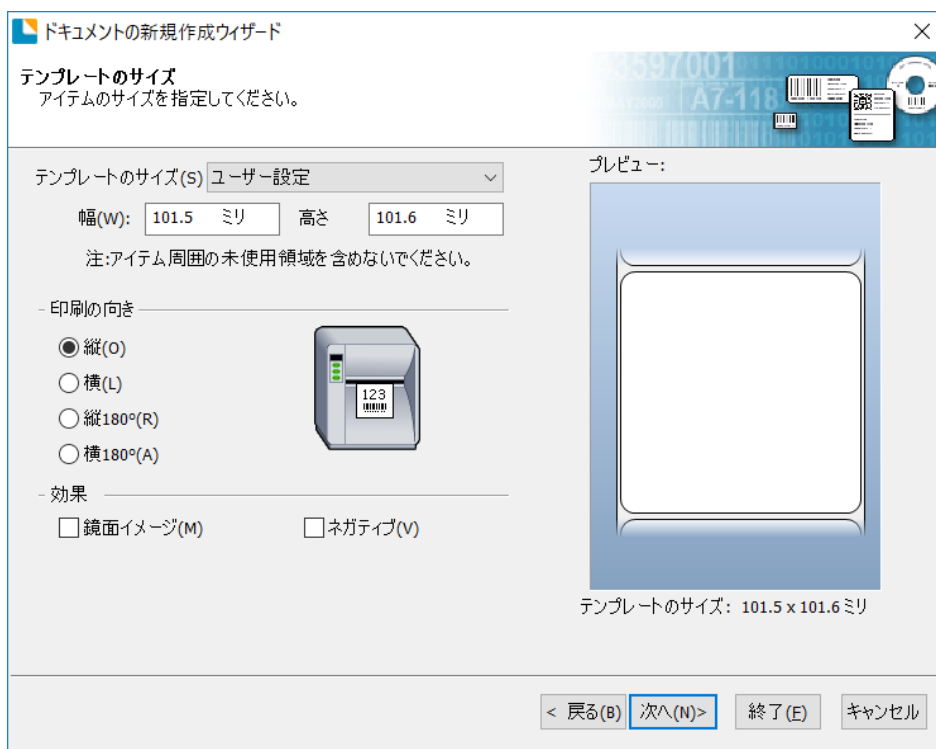 ドキュメントの新規作成ウィザード
テンプレートのサイズ
アイテムのサイズを指定してください。
3597001
A7-118
テンプレートのサイズ(S) ユーザー設定
幅(W): 101.5 ミリ 高さ 101.6 ミリ
注:アイテム周囲の未使用領域を含めないでください。
印刷の向き
縦(O)
横(L)
縦180°(R)
横180°(A)
123
効果
鏡面イメージ(M) ネガティブ(V)
プレビュー:
テンプレートのサイズ: 101.5 x 101.6 ミリ
< 戻る(B) 次へ(N)> 終了(E) キャンセル